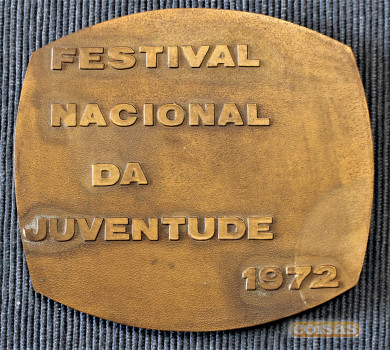 FESTIVAL
NACIONAL
DA
JUVENTUDE
1972
coisas